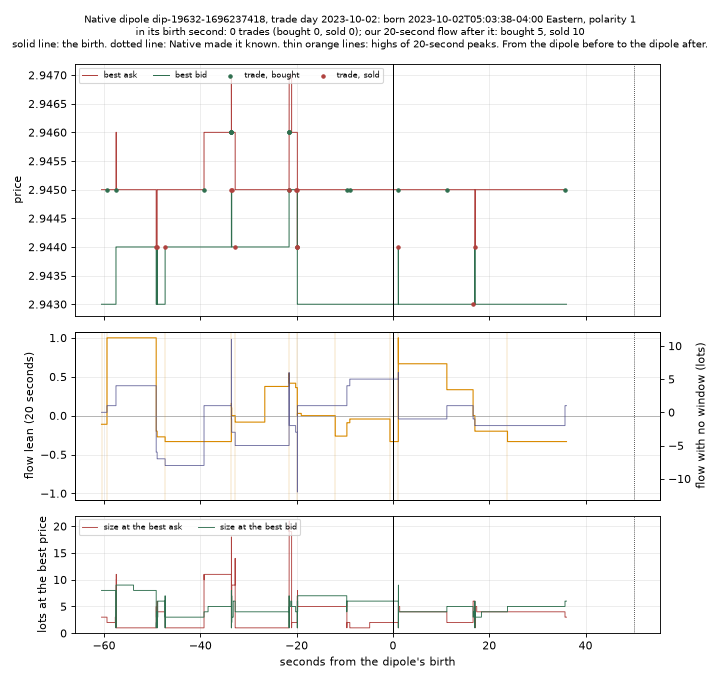 Native dipole dip-19632-1696237418, trade day 2023-10-02: born 2023-10-02T05:03:38-04:00 Eastern, polarity 1
in its birth second: 0 trades (bought 0, sold 0); our 20-second flow after it: bought 5, sold 10
solid line: the birth. dotted line: Native made it known. thin orange lines: highs of 20-second peaks. From the dipole before to the dipole after.
best ask
best bid
trade, bought
trade, sold
2.9470
2.9465
2.9460
2.9455
2.9450
2.9445
2.9440
2.9435
2.9430
price
1.0
0.5
0.0
−0.5
−1.0
flow lean (20 seconds)
10
5
0
−5
−10
flow with no window (lots)
size at the best ask
size at the best bid
20
15
10
5
0
lots at the best price
−60
−40
−20
0
20
40
seconds from the dipole's birth